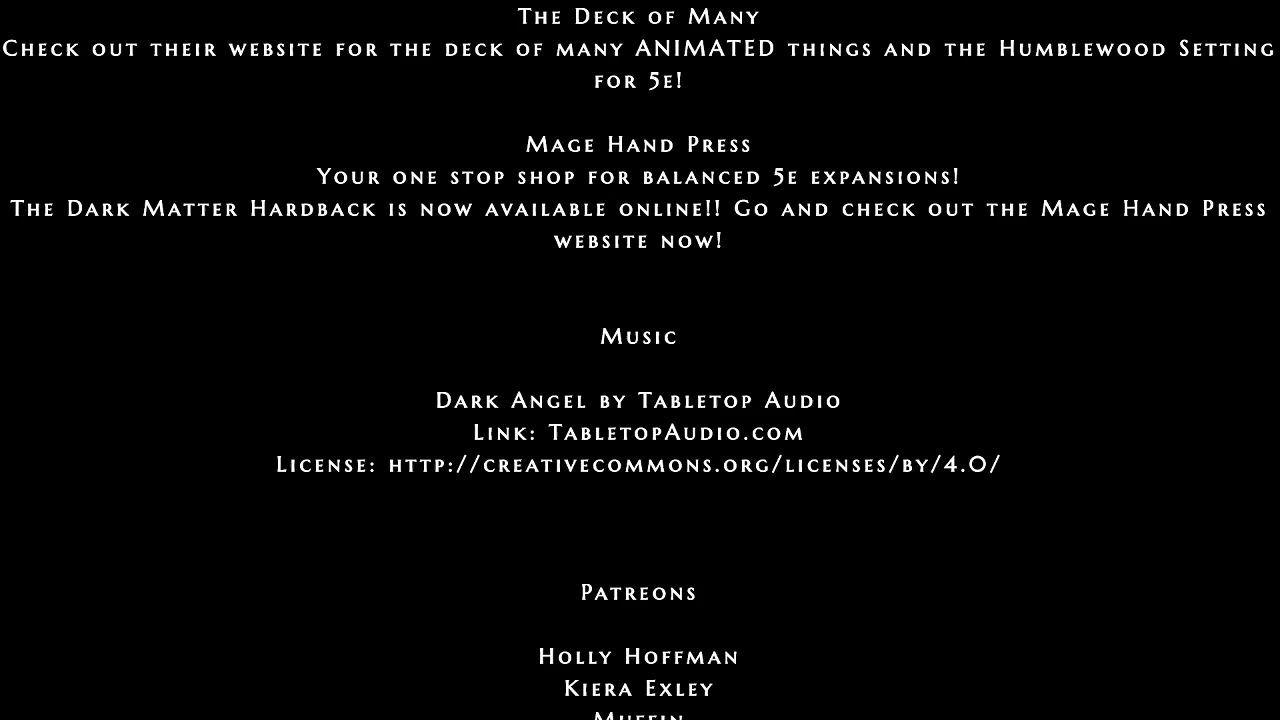 The Deck of Many
Check out their website for the deck of many ANIMATED things and the Humblewood Setting
for 5e!
Mage Hand Press
Your one stop shop for balanced 5e expansions!
The Dark Matter Hardback is now available online!! Go and check out the Mage Hand Press
website now!
Music
Dark Angel by Tabletop Audio
Link: TabletopAudio.com
License: http://creativecommons.org/licenses/by/4.0/
Patreons
Holly Hoffman
Kiera Exley
Muffin